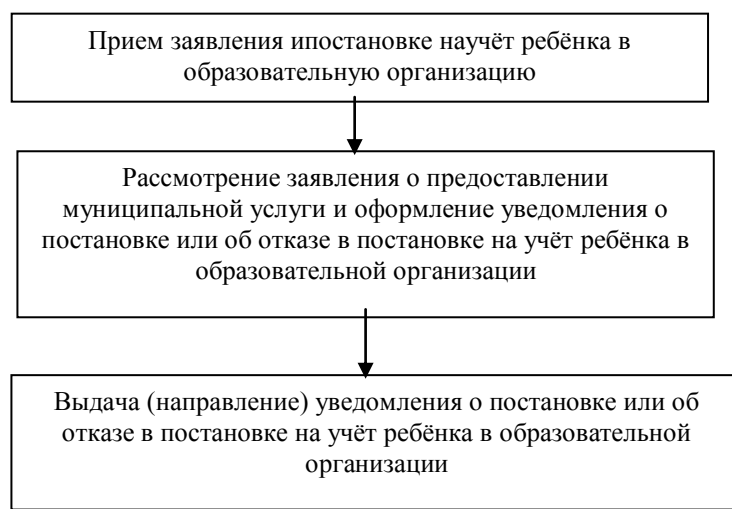 Прием заявления ипостановке научёт ребёнка в
образовательную организацию
Рассмотрение заявления о предоставлении
муниципальной услуги и оформление уведомления о
постановке или об отказе в постановке на учёт ребёнка в
образовательной организации
Выдача (направление) уведомления о постановке или об
отказе в постановке на учёт ребёнка в образовательной
организации